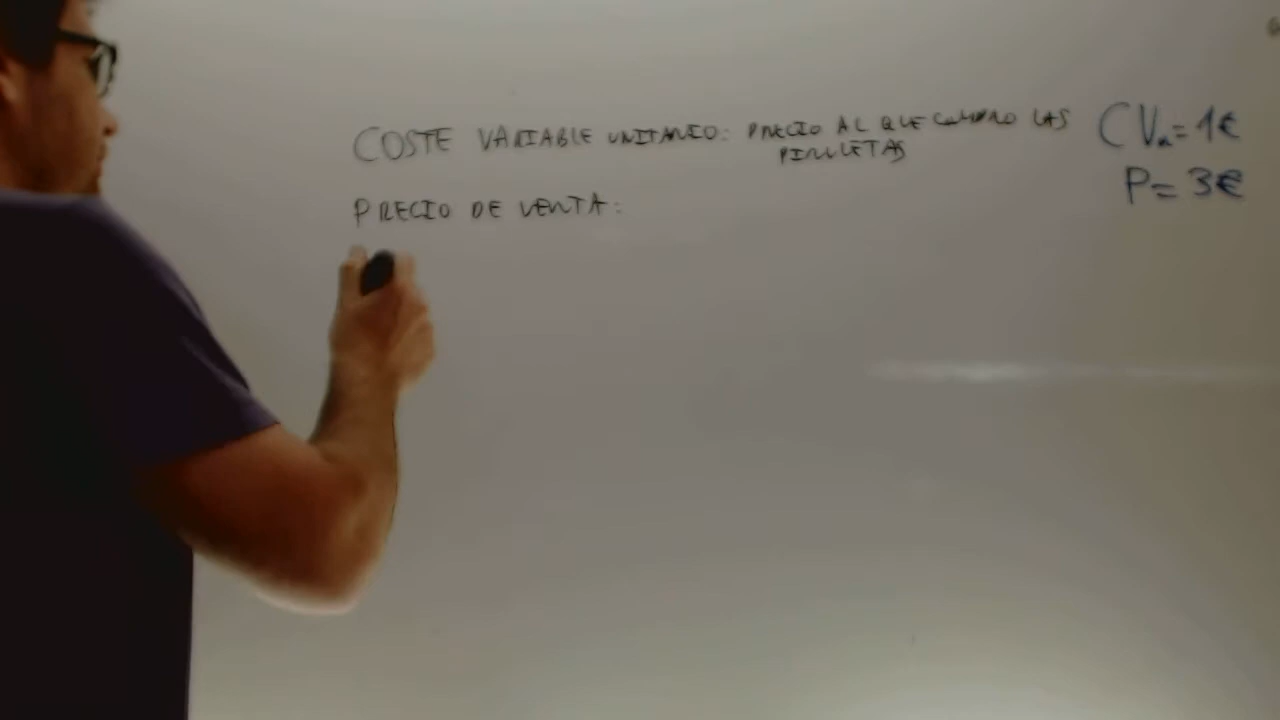 COSTE VARIABLE UNITARIO: PRECIO AL QUE COMPRO LAS
PIRULETAS
CVu=1€
P=3€
PRECIO DE VENTA: